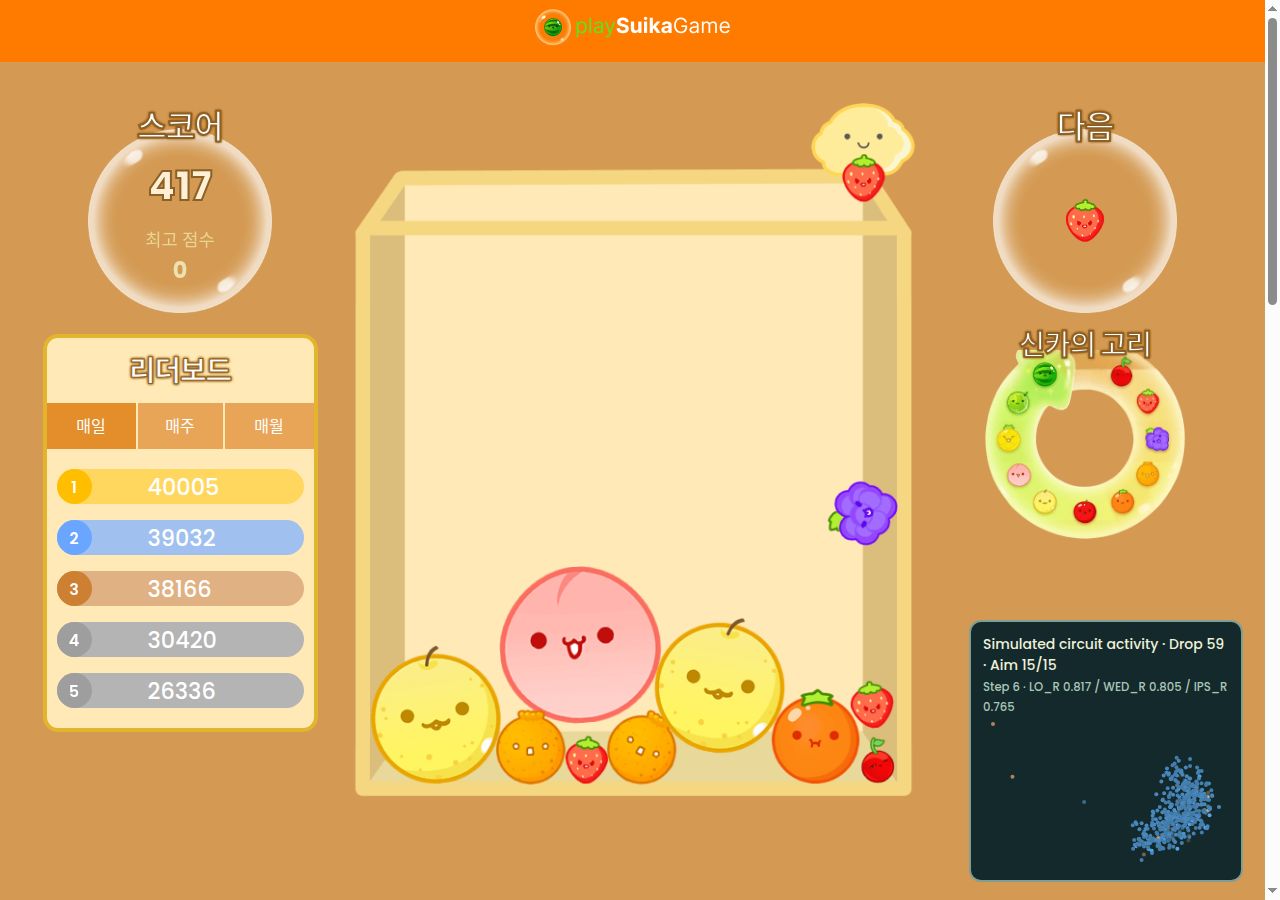 playSuikaGame
스코어
417
최고 점수
0
다음
리더보드
매일 매주 매월
1 40005
2 39032
3 38166
4 30420
5 26336
신카의 고리
Simulated circuit activity · Drop 59
· Aim 15/15
Step 6 · LO_R 0.817 / WED_R 0.805 / IPS_R
0.765